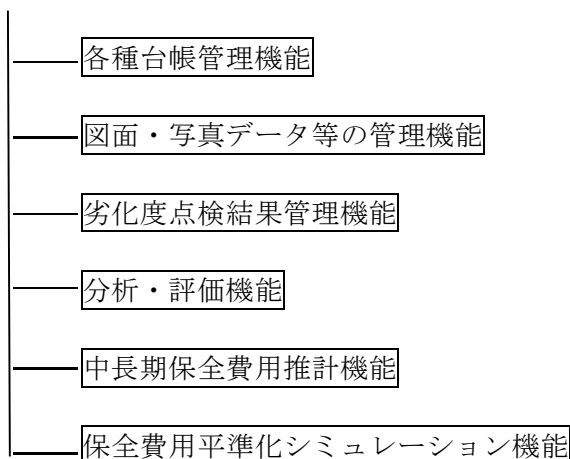 各種台帳管理機能
図面・写真データ等の管理機能
劣化度点検結果管理機能
分析・評価機能
中長期保全費用推計機能
保全費用平準化シミュレーション機能